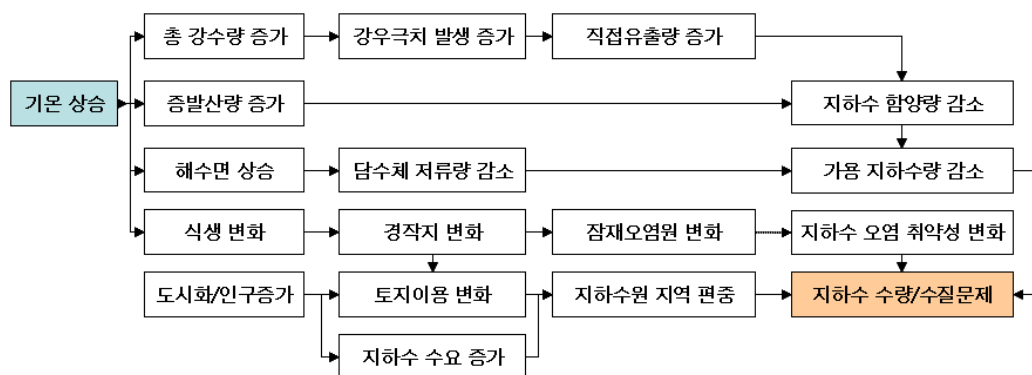 총 강수량 증가
강우극치 발생 증가
직접유출량 증가
기온 상승
증발산량 증가
지하수 함양량 감소
해수면 상승
담수체 저류량 감소
가용 지하수량 감소
식생 변화
경작지 변화
잠재오염원 변화
지하수 오염 취약성 변화
도시화/인구증가
토지이용 변화
지하수원 지역 편중
지하수 수량/수질문제
지하수 수요 증가